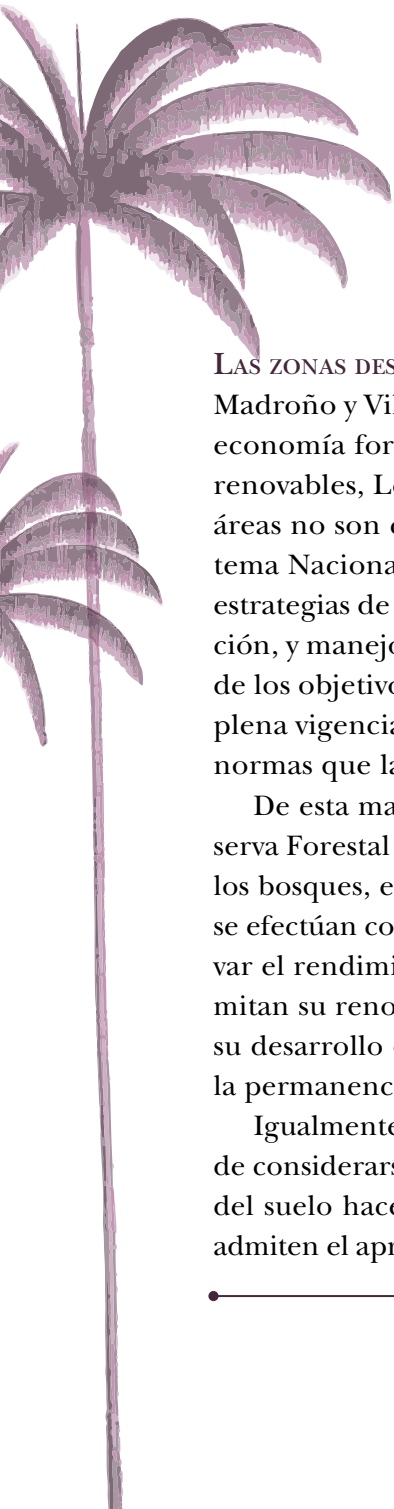 Las zonas des
Madroño y Vi
economía for
renovables, L
áreas no son
tema Naciona
estrategias de
ción, y manejo
de los objetivo
plena vigencia
normas que la
De esta ma
serva Forestal
los bosques, e
se efectúan co
var el rendimi
mitan su reno
su desarrollo
la permanenc
Igualmente
de considerars
del suelo hace
admiten el apr